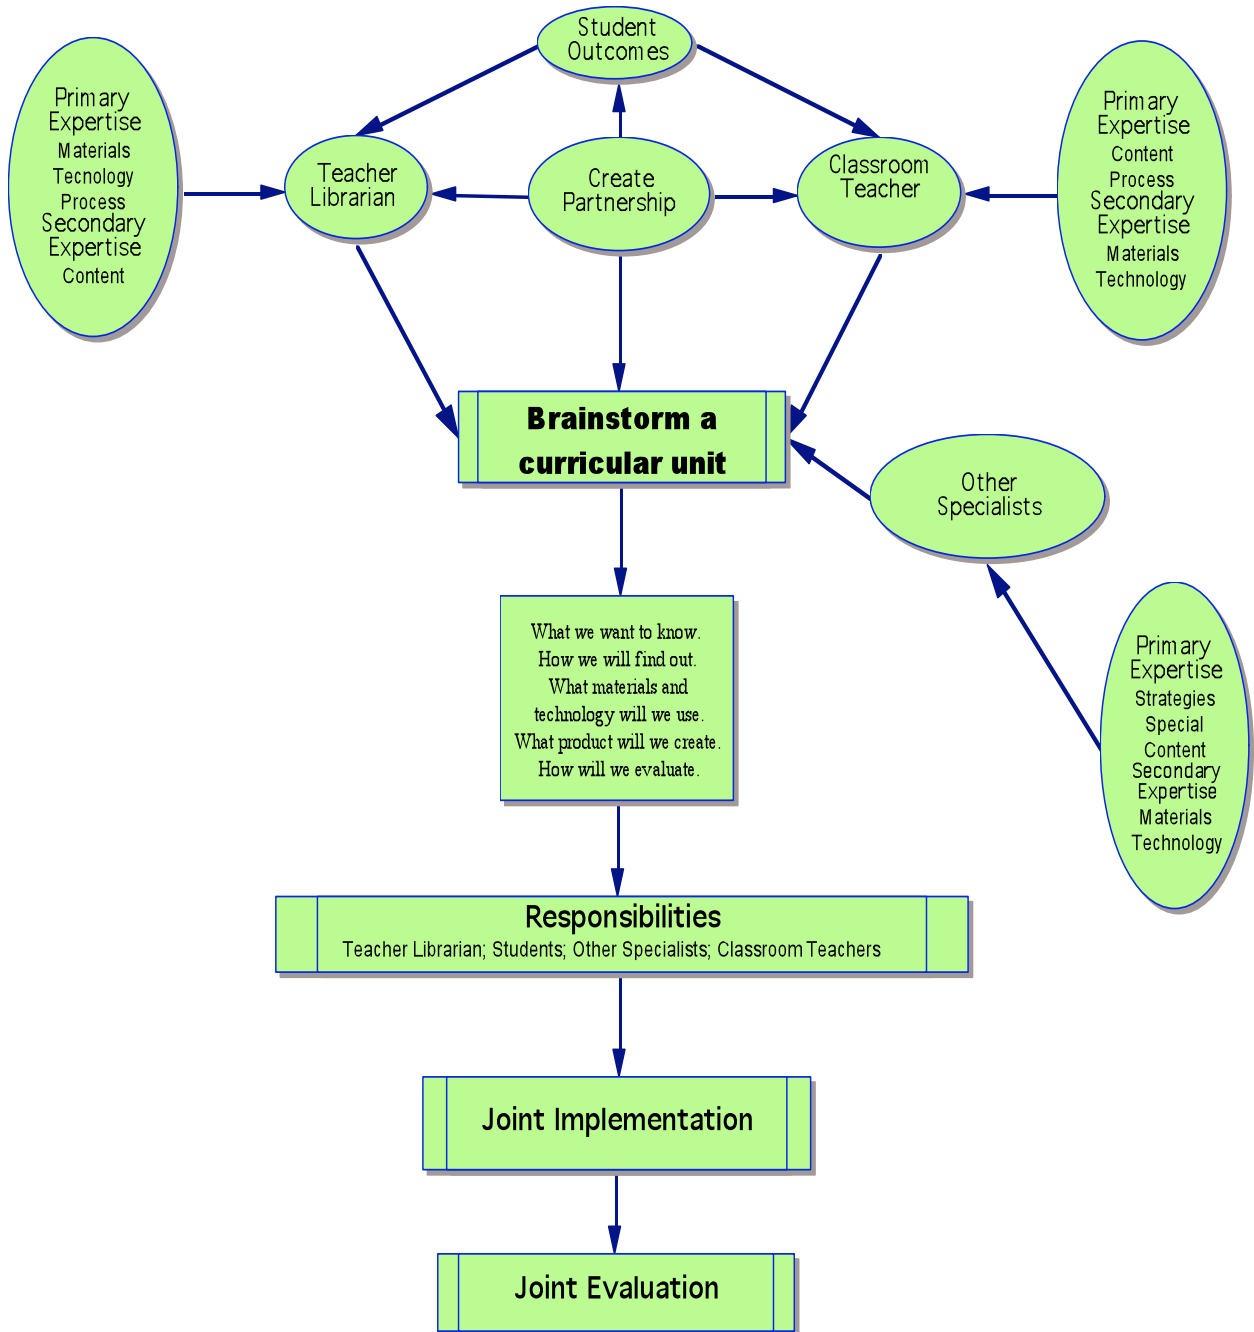 Student
Outcomes
Primary
Expertise
Materials
Tecnology
Process
Secondary
Expertise
Content
Teacher
Librarian
Create
Partnership
Classroom
Teacher
Primary
Expertise
Content
Process
Secondary
Expertise
Materials
Technology
Brainstorm a
curricular unit
Other
Specialists
Primary
Expertise
Strategies
Special
Content
Secondary
Expertise
Materials
Technology
What we want to know.
How we will find out.
What materials and
technology will we use.
What product will we create.
How will we evaluate.
Responsibilities
Teacher Librarian; Students; Other Specialists; Classroom Teachers
Joint Implementation
Joint Evaluation